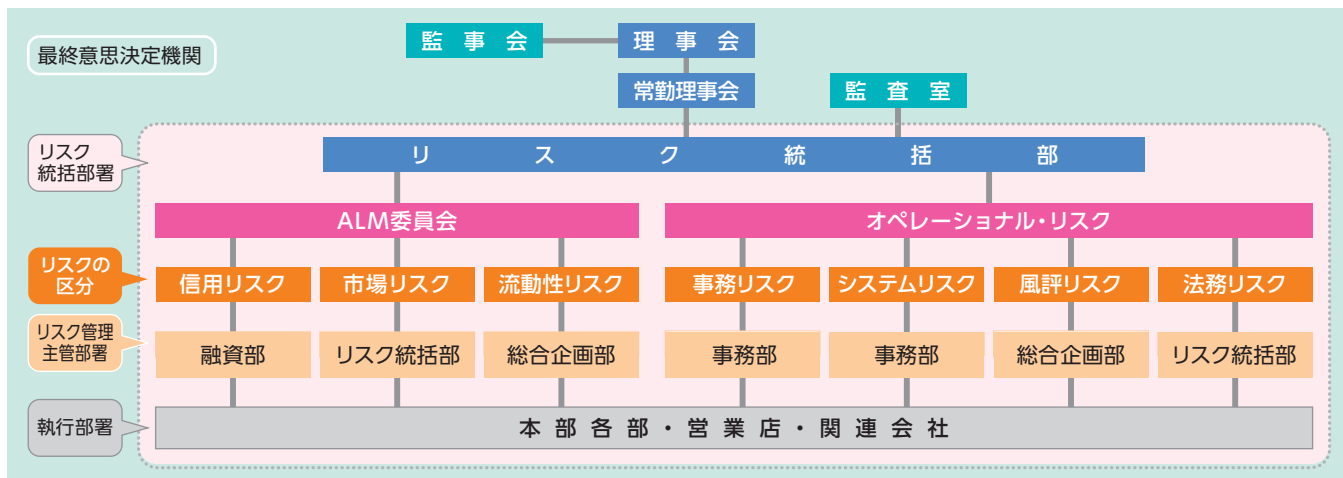 最終意思決定機関
監事会
理事会
常勤理事会
監査室
リスク
統括部署
リスク統括部
ALM委員会
オペレーショナル・リスク
リスクの
区分
信用リスク
市場リスク
流動性リスク
事務リスク
システムリスク
風評リスク
法務リスク
リスク管理
主管部署
融資部
リスク統括部
総合企画部
事務部
事務部
総合企画部
リスク統括部
執行部署
本部各部・営業店・関連会社